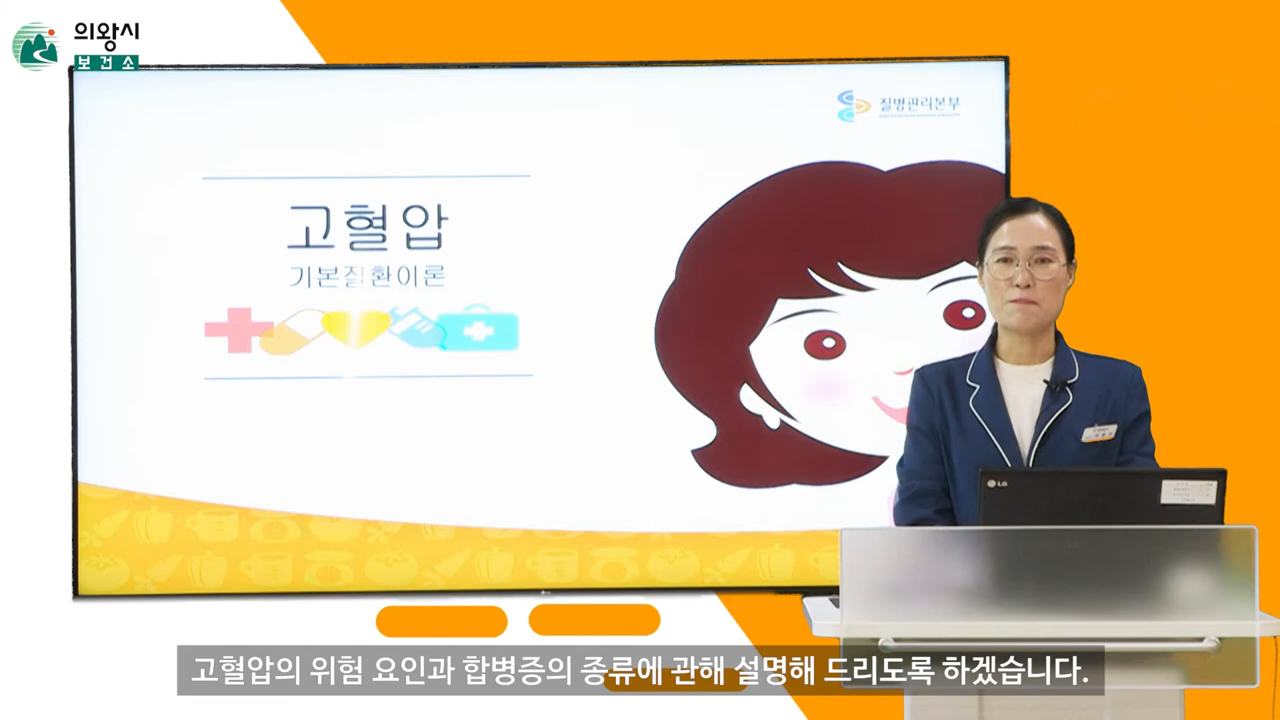 의왕시
보건소
질병관리본부
고혈압
기본질환이론
LG
고혈압의 위험 요인과 합병증의 종류에 관해 설명해 드리도록 하겠습니다.